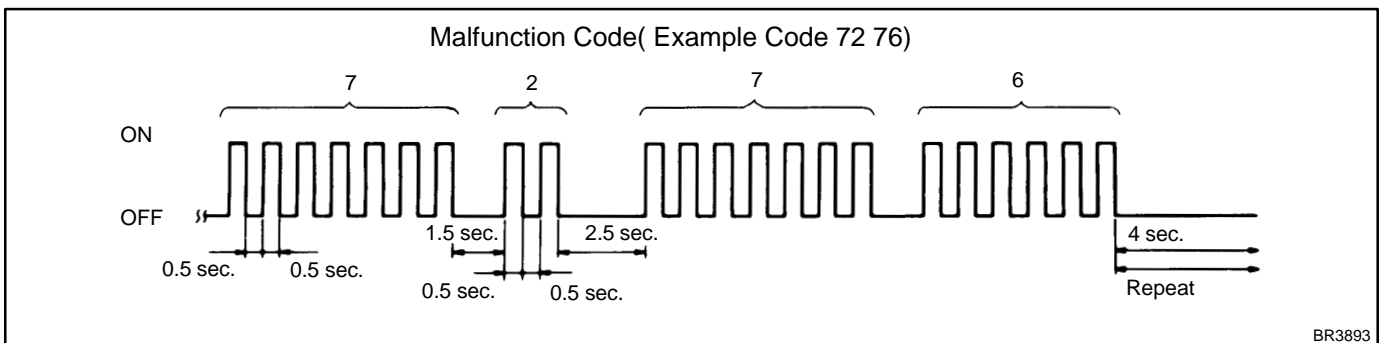 Malfunction Code( Example Code 72 76)
7 2 7 6
ON
OFF
1.5 sec. 2.5 sec. 4 sec.
0.5 sec. 0.5 sec.
0.5 sec. 0.5 sec.
Repeat
BR3893